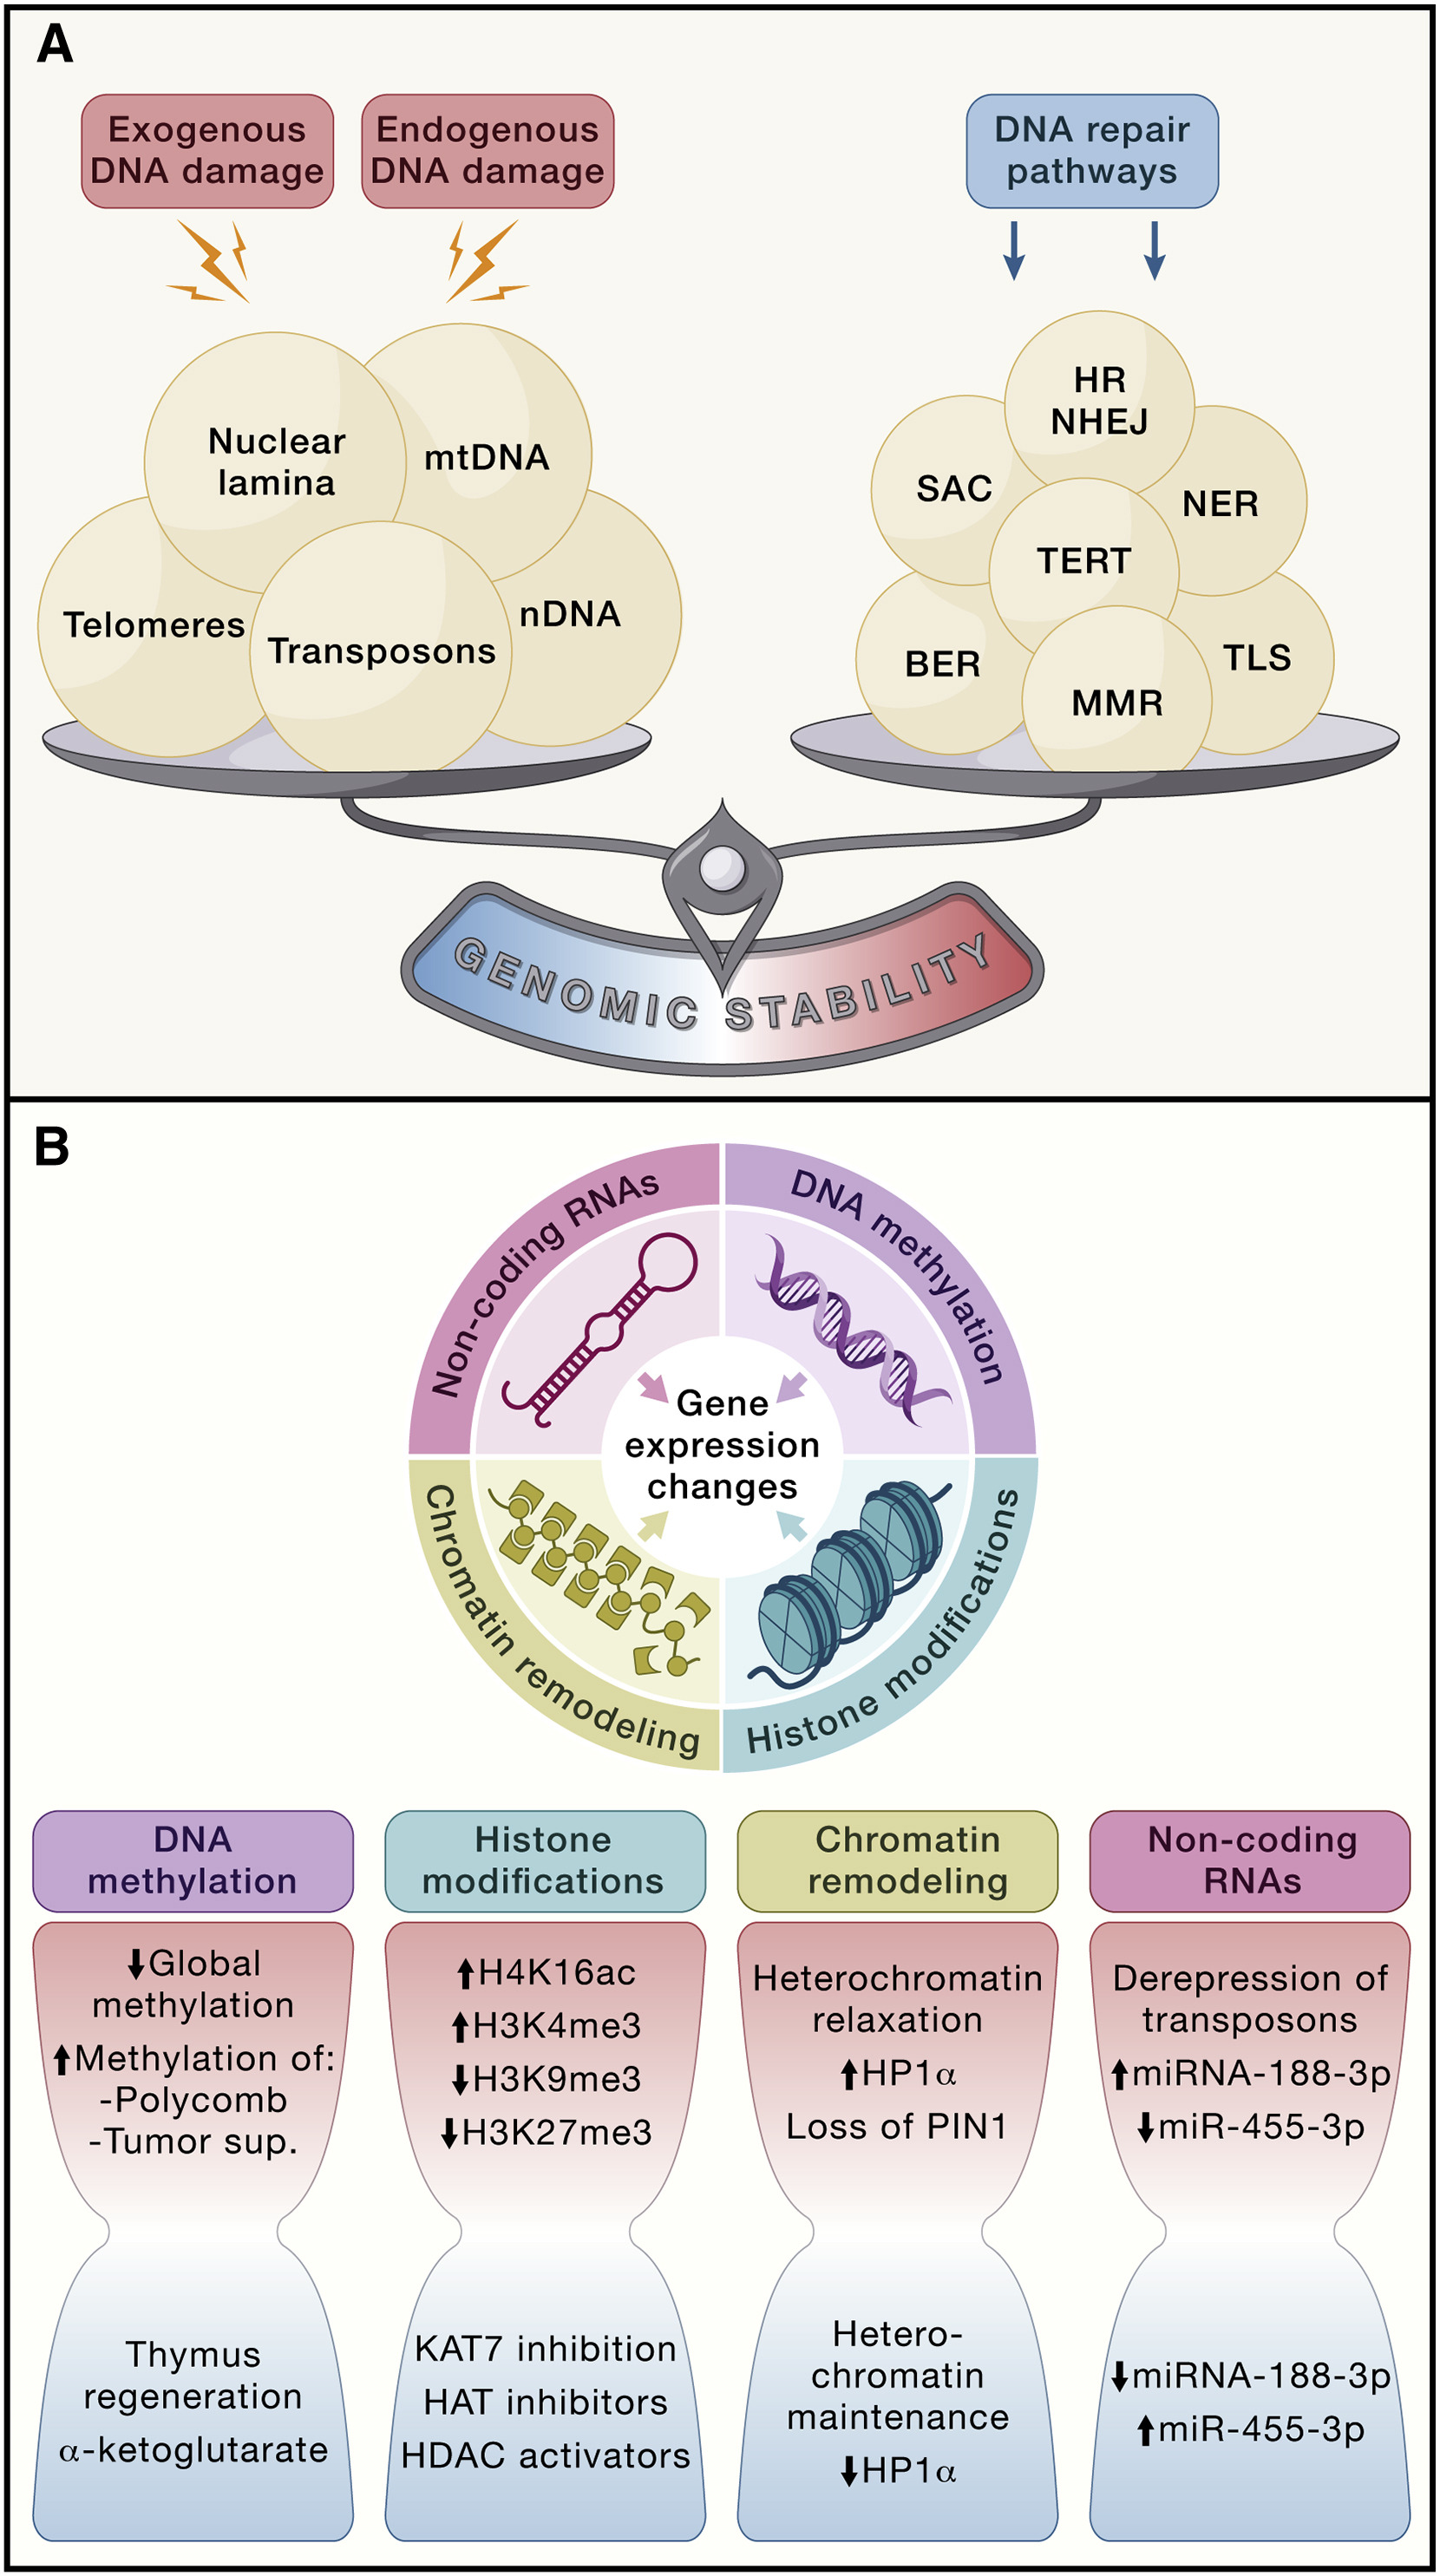 A
Exogenous
DNA damage
Endogenous
DNA damage
DNA repair
pathways
Nuclear
lamina
mtDNA
Telomeres
Transposons
nDNA
HR
NHEJ
SAC
NER
TERT
BER
TLS
MMR
GENOMIC STABILITY
B
Non-coding RNAs
DNA methylation
Gene
expression
changes
Chromatin remodeling
Histone modifications
DNA
methylation
↓Global
methylation
↑Methylation of:
-Polycomb
-Tumor sup.
Thymus
regeneration
α-ketoglutarate
Histone
modifications
↑H4K16ac
↑H3K4me3
↓H3K9me3
↓H3K27me3
KAT7 inhibition
HAT inhibitors
HDAC activators
Chromatin
remodeling
Heterochromatin
relaxation
↑HP1α
Loss of PIN1
Hetero-
chromatin
maintenance
↓HP1α
Non-coding
RNAs
Derepression of
transposons
↑miRNA-188-3p
↓miR-455-3p
↓miRNA-188-3p
↑miR-455-3p